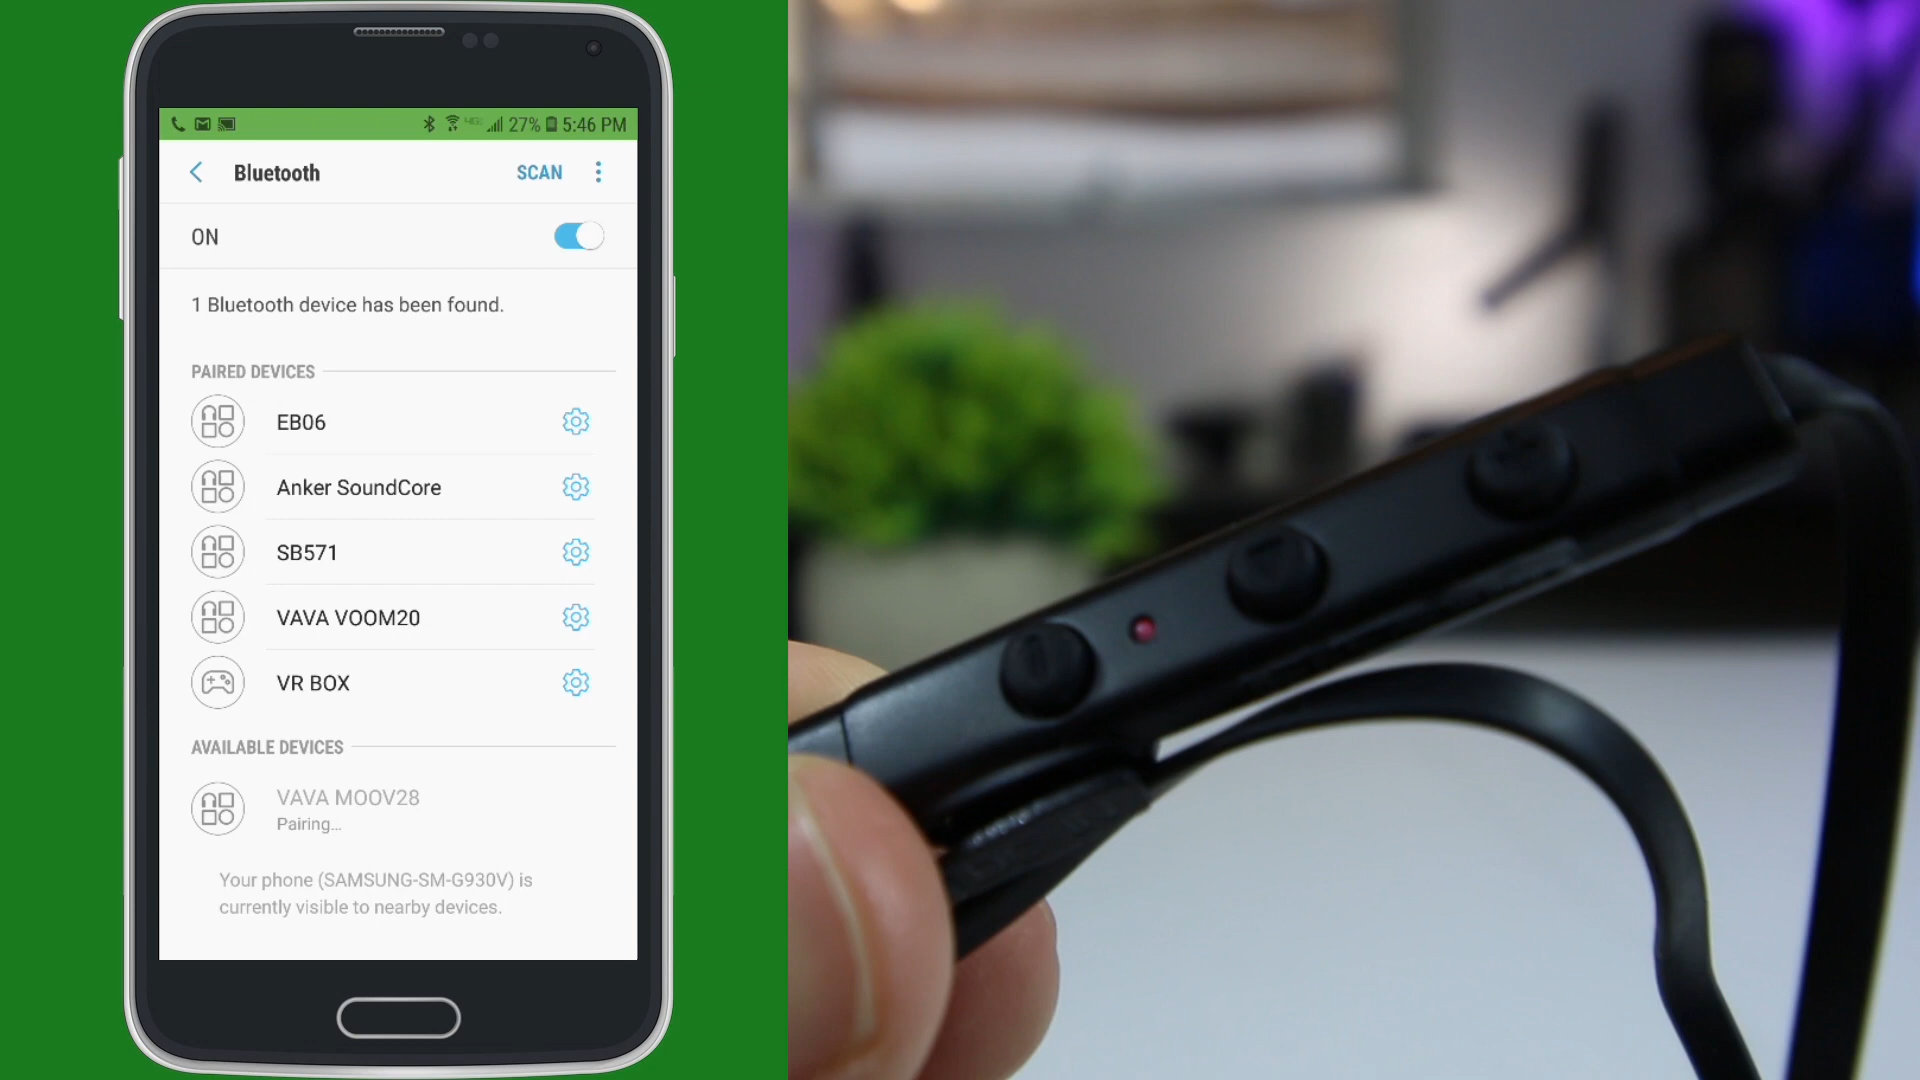 27% 5:46 PM
Bluetooth SCAN
ON
1 Bluetooth device has been found.
PAIRED DEVICES
EB06
Anker SoundCore
SB571
VAVA VOOM20
VR BOX
AVAILABLE DEVICES
VAVA MOOV28
Pairing...
Your phone (SAMSUNG-SM-G930V) is
currently visible to nearby devices.